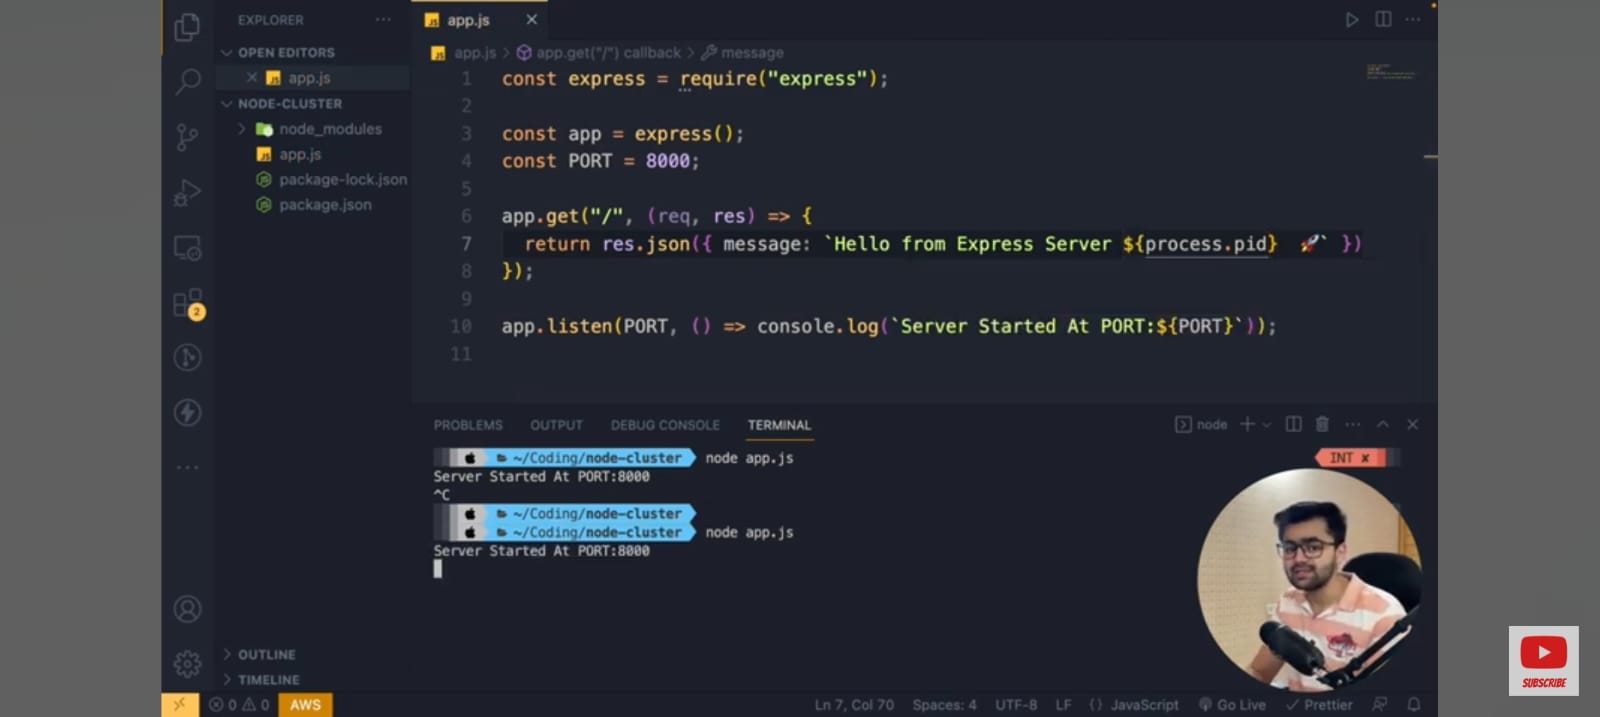 EXPLORER
OPEN EDITORS
app.js
NODE-CLUSTER
node_modules
app.js
package-lock.json
package.json
OUTLINE
TIMELINE
2
app.js
app.js > app.get("/") callback > message
1 const express = require("express");
2
3 const app = express();
4 const PORT = 8000;
5
6 app.get("/", (req, res) => {
7 return res.json({ message: `Hello from Express Server ${process.pid} 🚀` })
8 });
9
10 app.listen(PORT, () => console.log(`Server Started At PORT:${PORT}`));
11
PROBLEMS OUTPUT DEBUG CONSOLE TERMINAL node
~/Coding/node-cluster node app.js INT x
Server Started At PORT:8000
^C
~/Coding/node-cluster
~/Coding/node-cluster node app.js
Server Started At PORT:8000
SUBSCRIBE
0 0 AWS Ln 7, Col 70 Spaces: 4 UTF-8 LF {} JavaScript Go Live Prettier